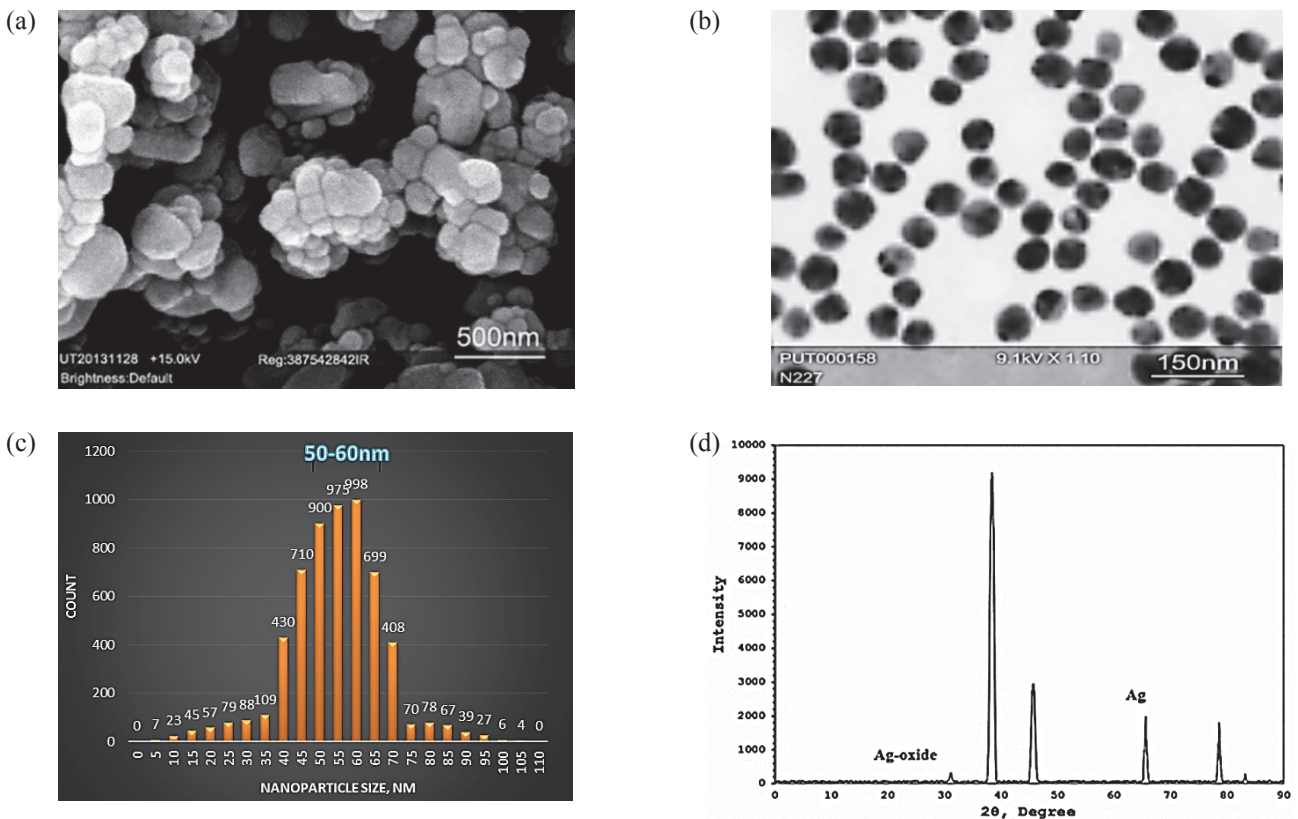 (a)
500nm
UT20131128 +15.0kV Reg:387542842IR
Brightness:Default
(b)
PUT000158 9.1kV X 1.10 150nm
N227
(c)
50-60nm
1200
1000
800
600
400
200
0
COUNT
0 7 23 45 57 79 88 109 430 710 900 975 998 699 408 70 78 67 39 27 6 4 0
0 5 10 15 20 25 30 35 40 45 50 55 60 65 70 75 80 85 90 95 100 105 110
NANOPARTICLE SIZE, NM
(d)
10000
9000
8000
7000
6000
5000
4000
3000
2000
1000
0
Intensity
Ag
Ag-oxide
0 10 20 30 40 50 60 70 80 90
2θ, Degree